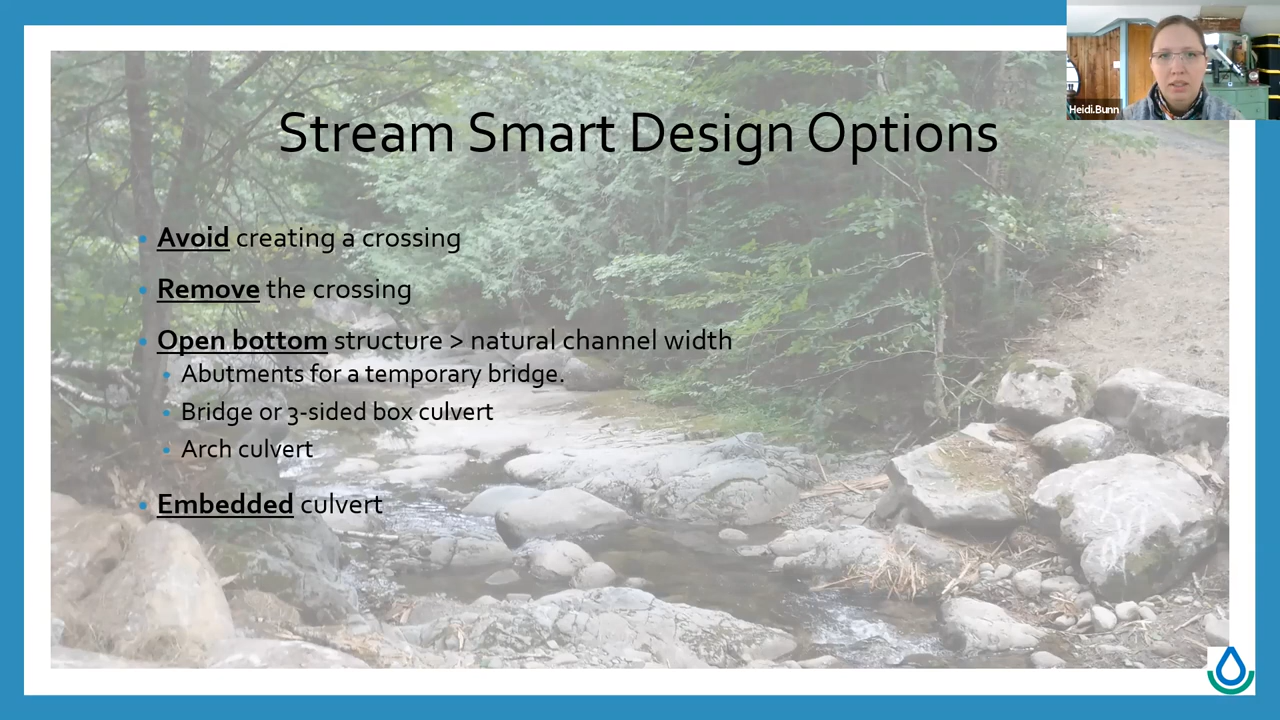 Heidi.Bunn
Stream Smart Design Options
Avoid creating a crossing
Remove the crossing
Open bottom structure > natural channel width
Abutments for a temporary bridge.
Bridge or 3-sided box culvert
Arch culvert
Embedded culvert